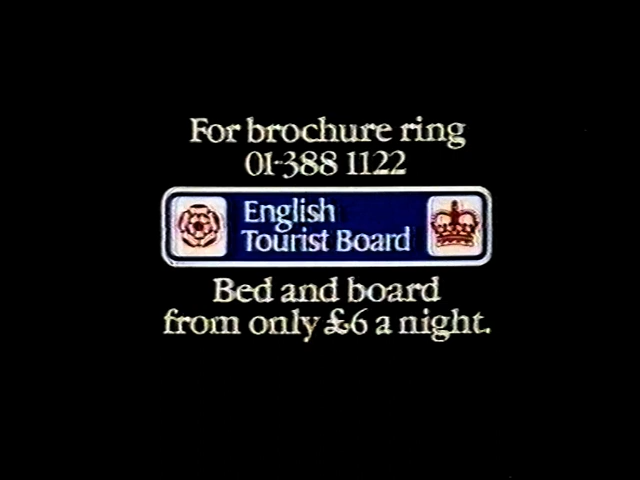 For brochure ring
01-388 1122
English
Tourist Board
Bed and board
from only £6 a night.